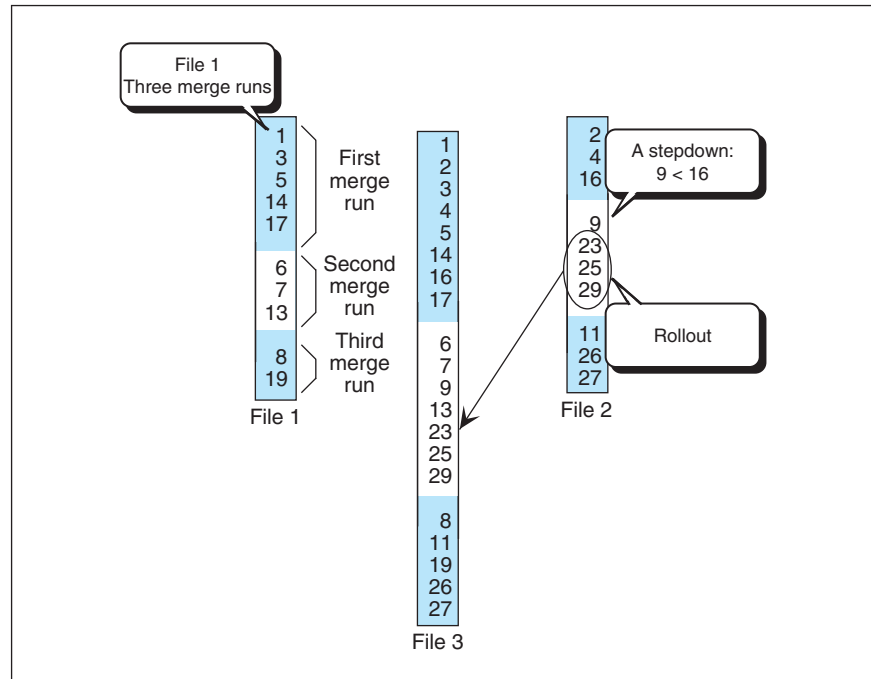 File 1
Three merge runs
1
3
5
14
17
First
merge
run
6
7
13
Second
merge
run
8
19
Third
merge
run
File 1
1
2
3
4
5
14
16
17
6
7
9
13
23
25
29
8
11
19
26
27
File 3
2
4
16
A stepdown:
9 < 16
9
23
25
29
Rollout
11
26
27
File 2